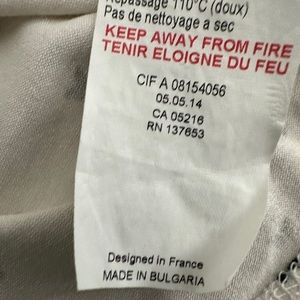 Repassage 110°C (doux)
Pas de nettoyage a sec
KEEP AWAY FROM FIRE
TENIR ELOIGNE DU FEU
CIF A 08154056
05.05.14
CA 05216
RN 137653
Designed in France
MADE IN BULGARIA